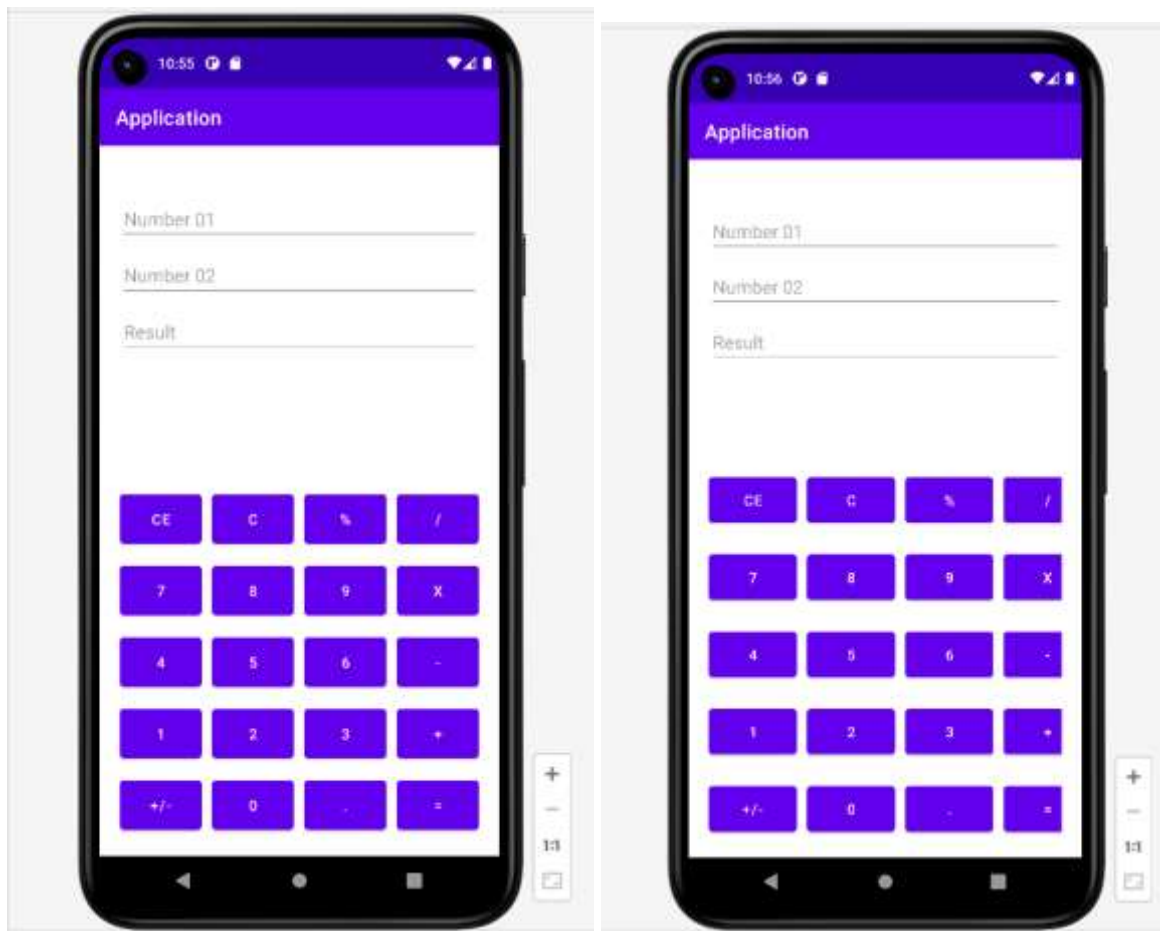 10:55
Application
Number 01
Number 02
Result
CE C % /
7 8 9 X
4 5 6 -
1 2 3 +
+/- 0 . =
1:1
10:56
Application
Number 01
Number 02
Result
CE C % /
7 8 9 X
4 5 6 -
1 2 3 +
+/- 0 . =
1:1